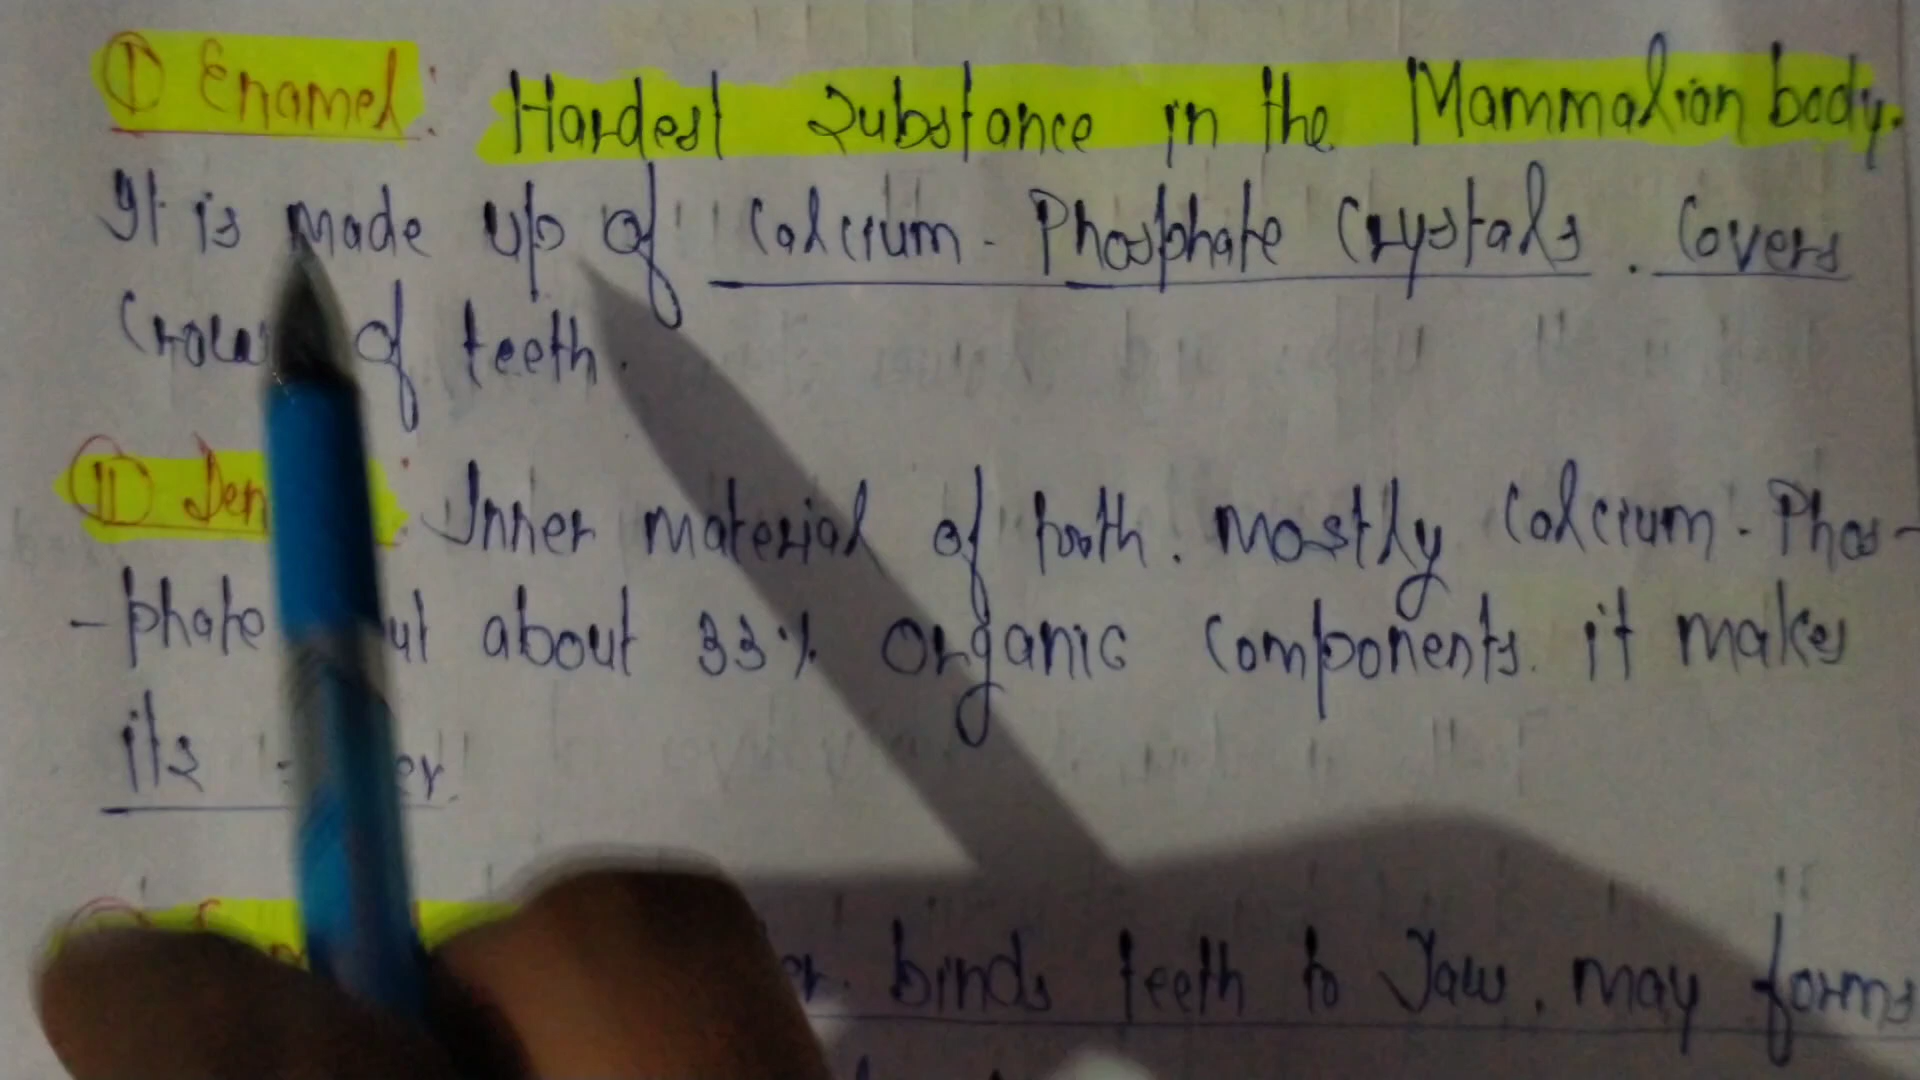 ① Enamel: Hardest Substance in the Mammalian body.
It is made up of Calcium - Phosphate Crystals. Covers
of teeth.
② Inner material of tooth. mostly Calcium - Phos-
-phate about 33% organic components. it makes
its
binds teeth to Jaw. may forms